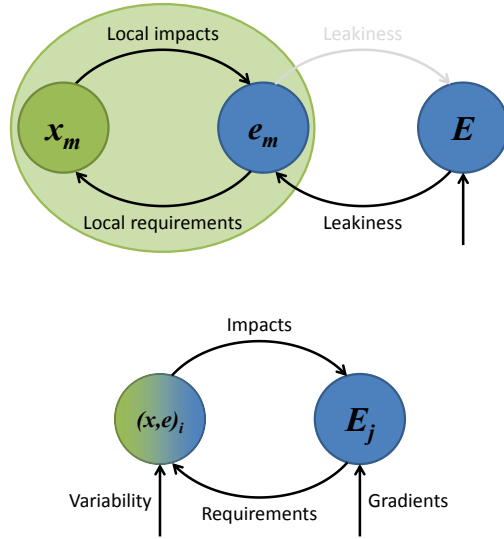 Local impacts
Leakiness
x_m
e_m
E
Local requirements
Leakiness
Impacts
(x,e)_i
E_j
Variability
Requirements
Gradients